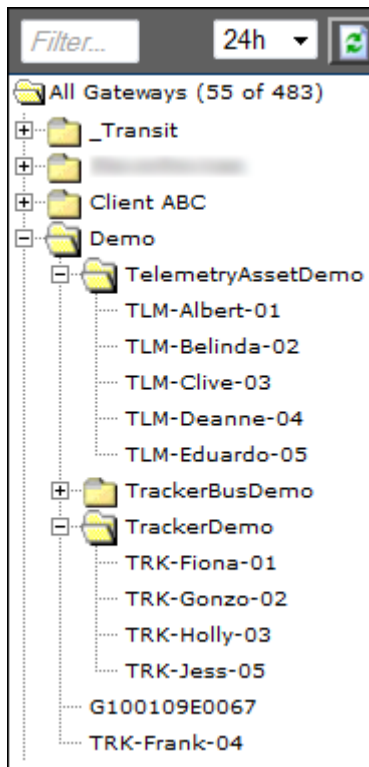 Filter...
24h
All Gateways (55 of 483)
_Transit
Client ABC
Demo
TelemetryAssetDemo
TLM-Albert-01
TLM-Belinda-02
TLM-Clive-03
TLM-Deanne-04
TLM-Eduardo-05
TrackerBusDemo
TrackerDemo
TRK-Fiona-01
TRK-Gonzo-02
TRK-Holly-03
TRK-Jess-05
G100109E0067
TRK-Frank-04